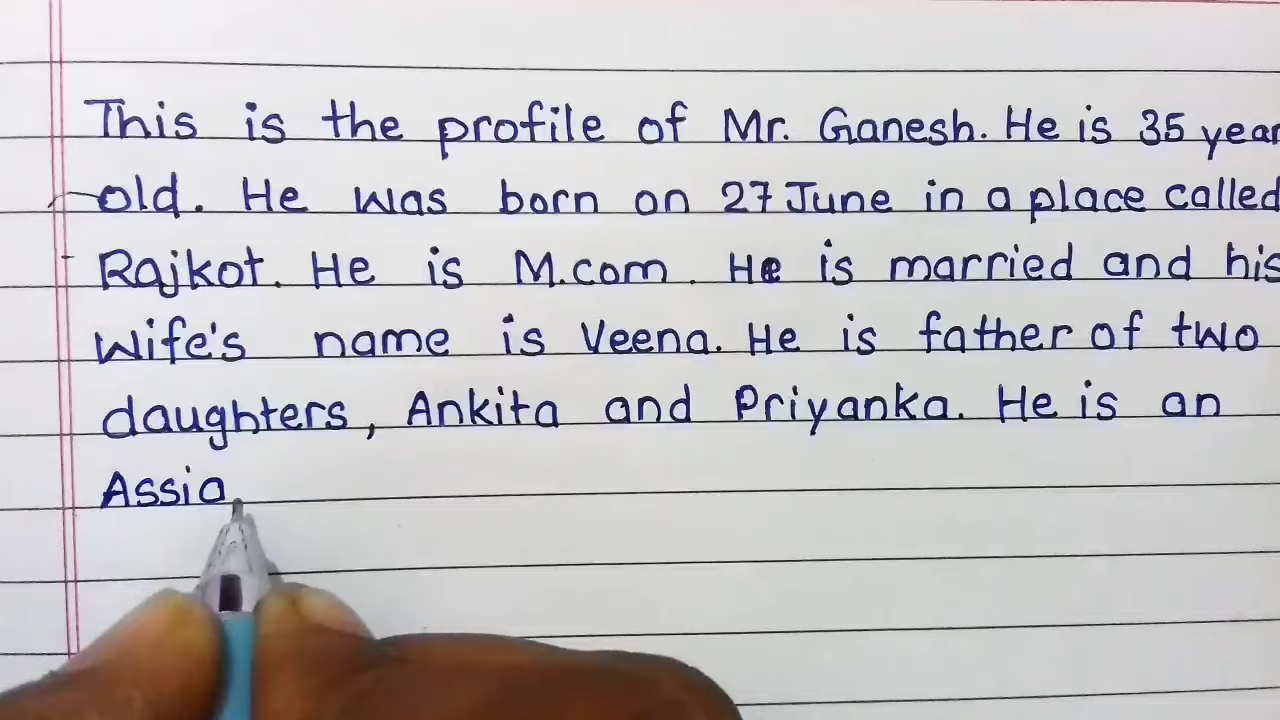 This is the profile of Mr. Ganesh. He is 35 year
old. He was born on 27 June in a place called
Rajkot. He is M.com. He is married and his
Wife's name is Veena. He is father of two
daughters, Ankita and Priyanka. He is an
Assia